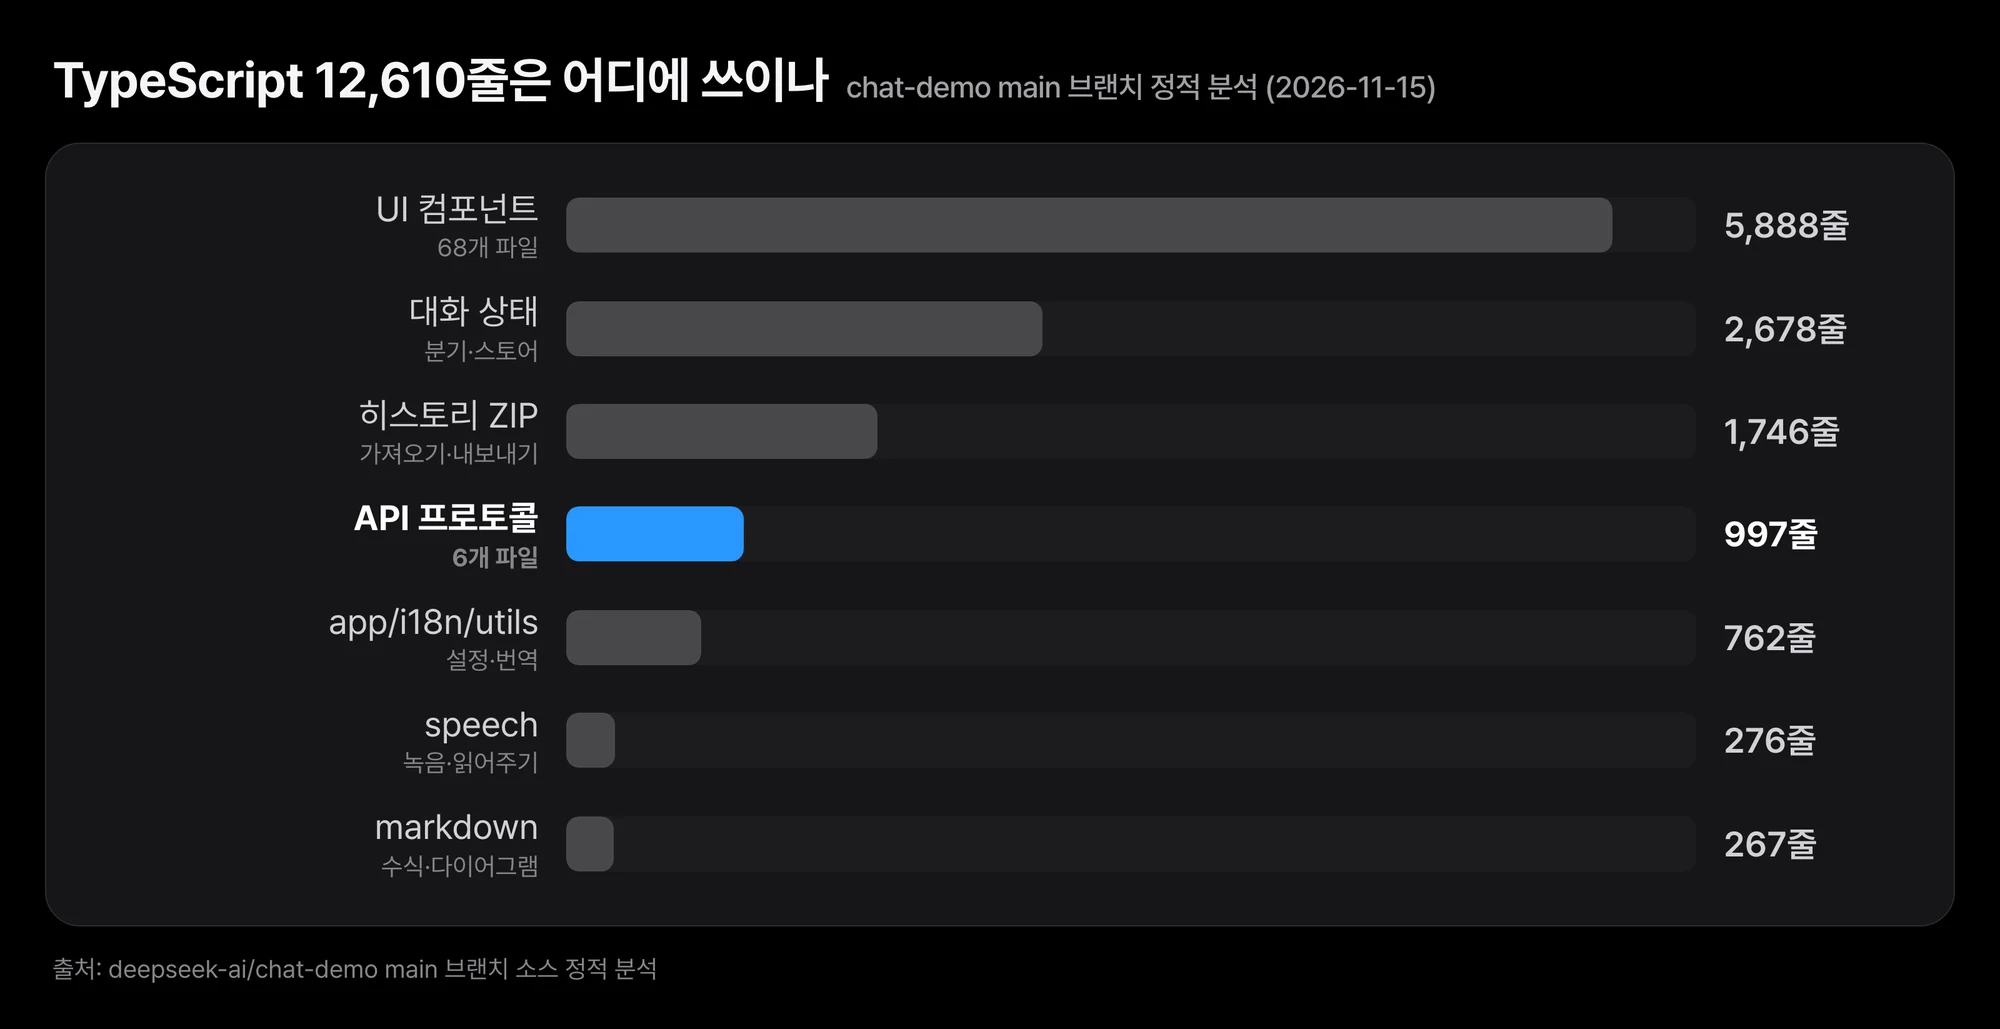 TypeScript 12,610줄은 어디에 쓰이나 chat-demo main 브랜치 정적 분석 (2026-11-15)
UI 컴포넌트
68개 파일
5,888줄
대화 상태
분기·스토어
2,678줄
히스토리 ZIP
가져오기·내보내기
1,746줄
API 프로토콜
6개 파일
997줄
app/i18n/utils
설정·번역
762줄
speech
녹음·읽어주기
276줄
markdown
수식·다이어그램
267줄
출처: deepseek-ai/chat-demo main 브랜치 소스 정적 분석